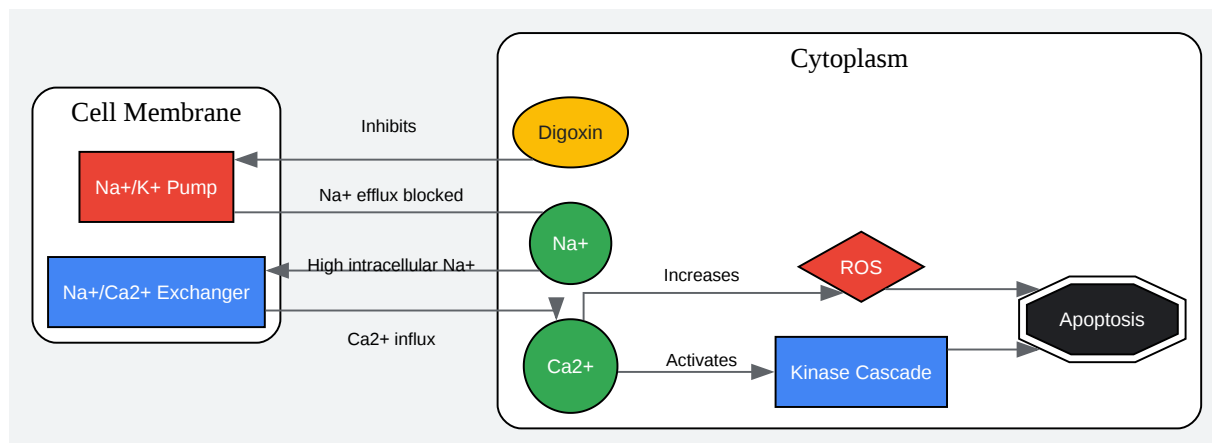 Cytoplasm
Cell Membrane
Inhibits
Digoxin
Na+/K+ Pump
Na+ efflux blocked
Na+
High intracellular Na+
Na+/Ca2+ Exchanger
Increases
ROS
Ca2+ influx
Ca2+
Activates
Kinase Cascade
Apoptosis